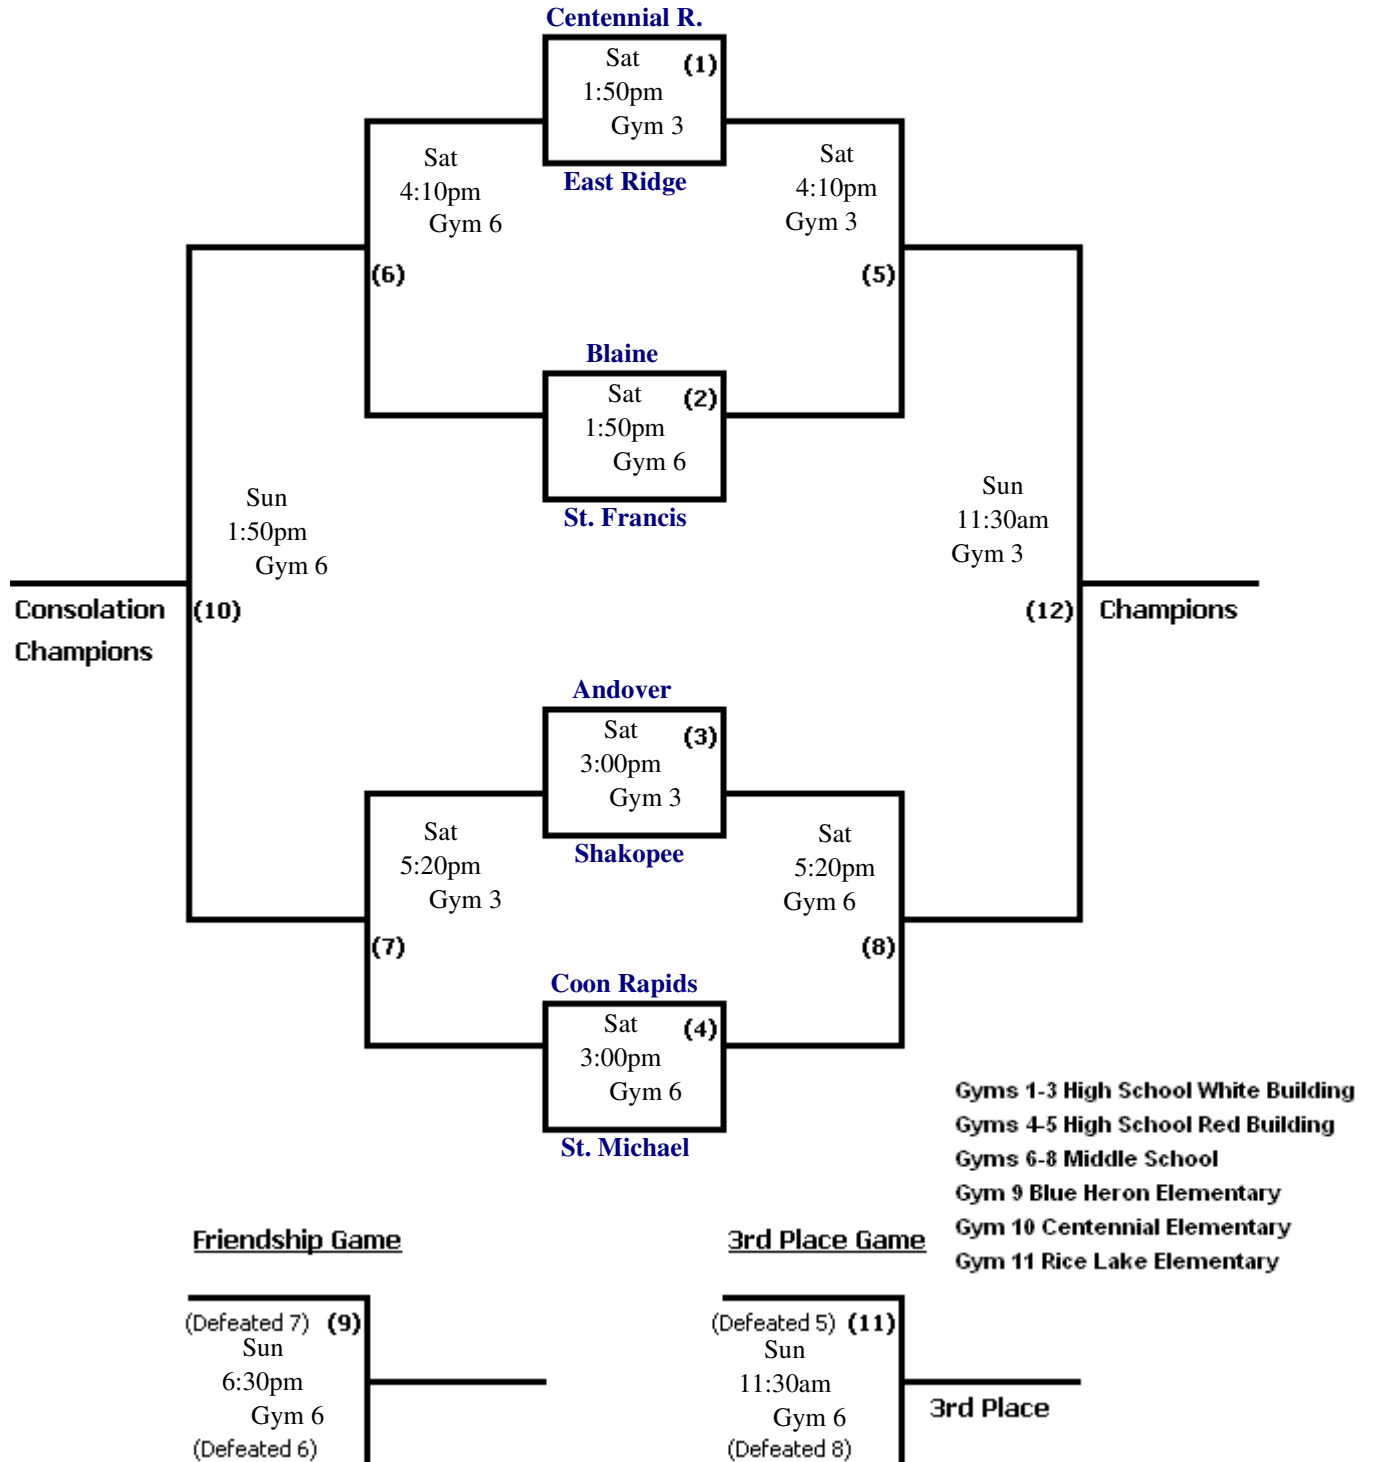 Centennial R.
Sat (1)
1:50pm
Gym 3
East Ridge
Sat
4:10pm
Gym 6
(6)
Sat
4:10pm
Gym 3
(5)
Blaine
Sat (2)
1:50pm
Gym 6
St. Francis
Sun
1:50pm
Gym 6
(10)
Consolation
Champions
Sun
11:30am
Gym 3
(12)
Champions
Andover
Sat (3)
3:00pm
Gym 3
Shakopee
Sat
5:20pm
Gym 3
(7)
Sat
5:20pm
Gym 6
(8)
Coon Rapids
Sat (4)
3:00pm
Gym 6
St. Michael
Gyms 1-3 High School White Building
Gyms 4-5 High School Red Building
Gyms 6-8 Middle School
Gym 9 Blue Heron Elementary
Gym 10 Centennial Elementary
Gym 11 Rice Lake Elementary
Friendship Game
(Defeated 7) (9)
Sun
6:30pm
Gym 6
(Defeated 6)
3rd Place Game
(Defeated 5) (11)
Sun
11:30am
Gym 6
(Defeated 8)
3rd Place